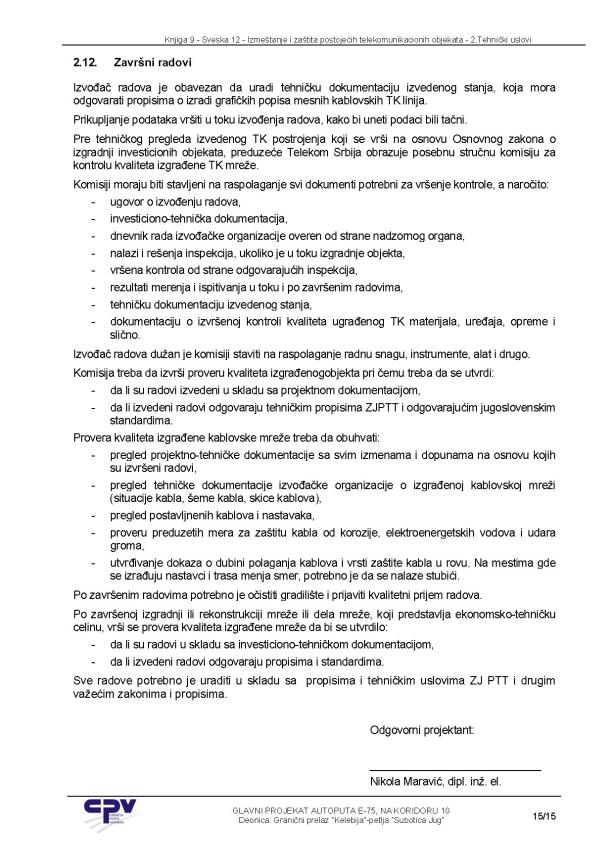 Knjiga 9 - Sveska 12 - Izmeštanje i zaštita postojećih telekomunikacionih objekata - 2.Tehnički uslovi
2.12. Završni radovi
Izvođač radova je obavezan da uradi tehničku dokumentaciju izvedenog stanja, koja mora
odgovarati propisima o izradi grafičkih popisa mesnih kablovskih TK linija.
Prikupljanje podataka vršiti u toku izvođenja radova, kako bi uneti podaci bili tačni.
Pre tehničkog pregleda izvedenog TK postrojenja koji se vrši na osnovu Osnovnog zakona o
izgradnji investicionih objekata, preduzeće Telekom Srbija obrazuje posebnu stručnu komisiju za
kontrolu kvaliteta izgrađene TK mreže.
Komisiji moraju biti stavljeni na raspolaganje svi dokumenti potrebni za vršenje kontrole, a naročito:
- ugovor o izvođenju radova,
- investiciono-tehnička dokumentacija,
- dnevnik rada izvođačke organizacije overen od strane nadzornog organa,
- nalazi i rešenja inspekcija, ukoliko je u toku izgradnje objekta,
- vršena kontrola od strane odgovarajućih inspekcija,
- rezultati merenja i ispitivanja u toku i po završenim radovima,
- tehničku dokumentaciju izvedenog stanja,
- dokumentaciju o izvršenoj kontroli kvaliteta ugrađenog TK materijala, uređaja, opreme i
slično.
Izvođač radova dužan je komisiji staviti na raspolaganje radnu snagu, instrumente, alat i drugo.
Komisija treba da izvrši proveru kvaliteta izgrađenogobjekta pri čemu treba da se utvrdi:
- da li su radovi izvedeni u skladu sa projektnom dokumentacijom,
- da li izvedeni radovi odgovaraju tehničkim propisima ZJPTT i odgovarajućim jugoslovenskim
standardima.
Provera kvaliteta izgrađene kablovske mreže treba da obuhvati:
- pregled projektno-tehničke dokumentacije sa svim izmenama i dopunama na osnovu kojih
su izvršeni radovi,
- pregled tehničke dokumentacije izvođačke organizacije o izgrađenoj kablovskoj mreži
(situacije kabla, šeme kabla, skice kablova),
- pregled postavljnenih kablova i nastavaka,
- proveru preduzetih mera za zaštitu kabla od korozije, elektroenergetskih vodova i udara
groma,
- utvrđivanje dokaza o dubini polaganja kablova i vrsti zaštite kabla u rovu. Na mestima gde
se izrađuju nastavci i trasa menja smer, potrebno je da se nalaze stubići.
Po završenim radovima potrebno je očistiti gradilište i prijaviti kvalitetni prijem radova.
Po završenoj izgradnji ili rekonstrukciji mreže ili dela mreže, koji predstavlja ekonomsko-tehničku
celinu, vrši se provera kvaliteta izgrađene mreže da bi se utvrdilo:
- da li su radovi u skladu sa investiciono-tehničkom dokumentacijom,
- da li izvedeni radovi odgovaraju propisima i standardima.
Sve radove potrebno je uraditi u skladu sa propisima i tehničkim uslovima ZJ PTT i drugim
važećim zakonima i propisima.
Odgovorni projektant:
Nikola Maravić, dipl. inž. el.
CPV
GLAVNI PROJEKAT AUTOPUTA E-75, NA KORIDORU 10
Deonica: Granični prelaz "Kelebija"-petlja "Subotica Jug"
15/15